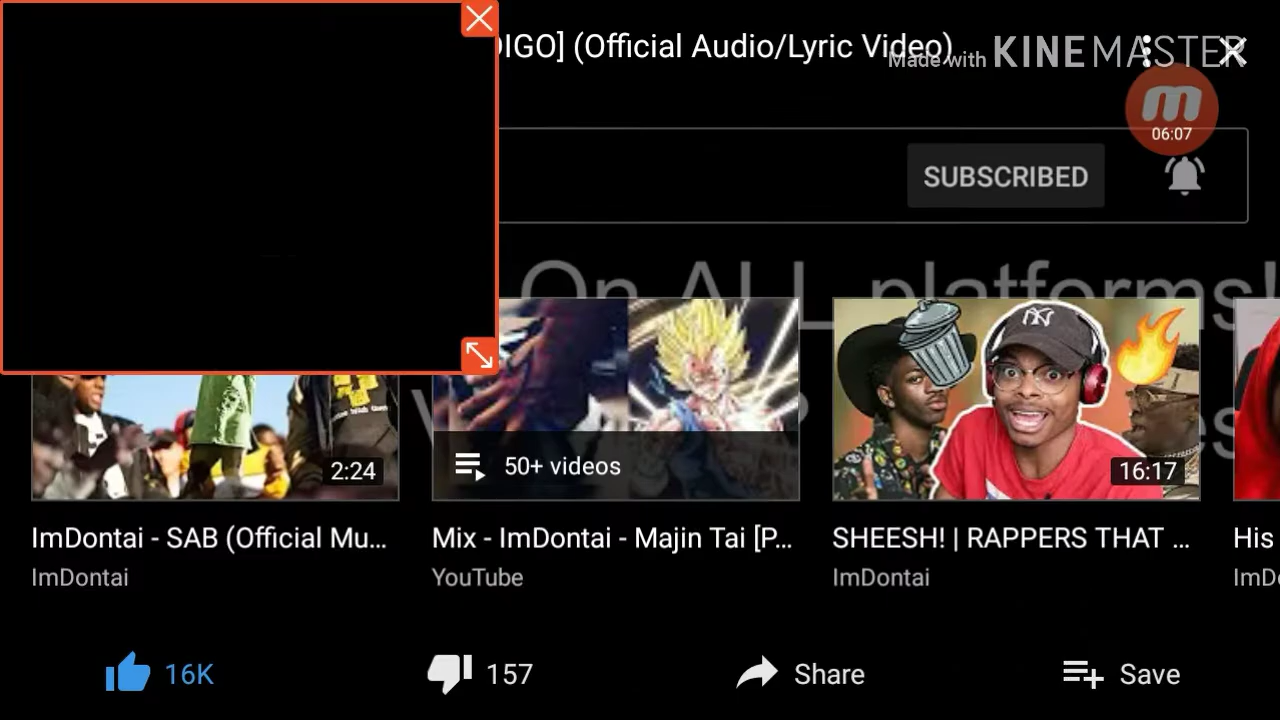 DIGO] (Official Audio/Lyric Video)
Made with KINEMASTER
06:07
SUBSCRIBED
On ALL platforms!
2:24
50+ videos
16:17
ImDontai - SAB (Official Mu...
Mix - ImDontai - Majin Tai [P...
SHEESH! | RAPPERS THAT ...
His
ImDontai
YouTube
ImDontai
ImDo
16K
157
Share
Save